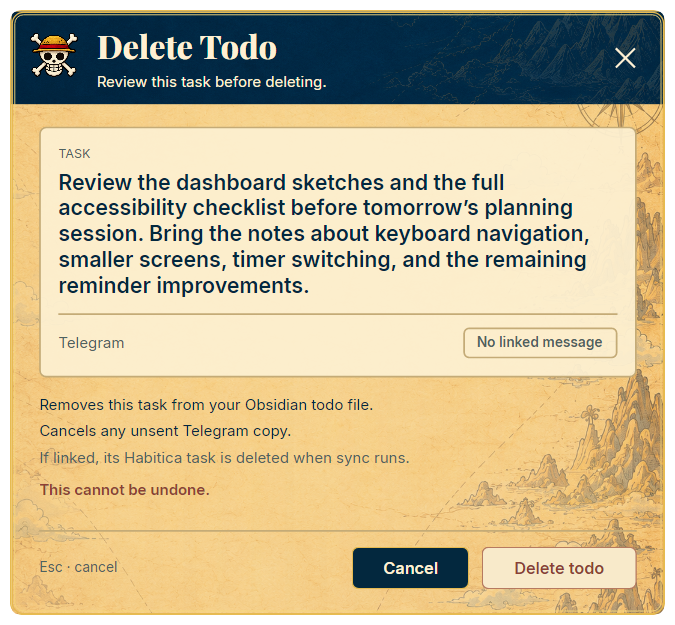 Delete Todo
Review this task before deleting.
TASK
Review the dashboard sketches and the full
accessibility checklist before tomorrow’s planning
session. Bring the notes about keyboard navigation,
smaller screens, timer switching, and the remaining
reminder improvements.
Telegram
No linked message
Removes this task from your Obsidian todo file.
Cancels any unsent Telegram copy.
If linked, its Habitica task is deleted when sync runs.
This cannot be undone.
Esc · cancel
Cancel
Delete todo